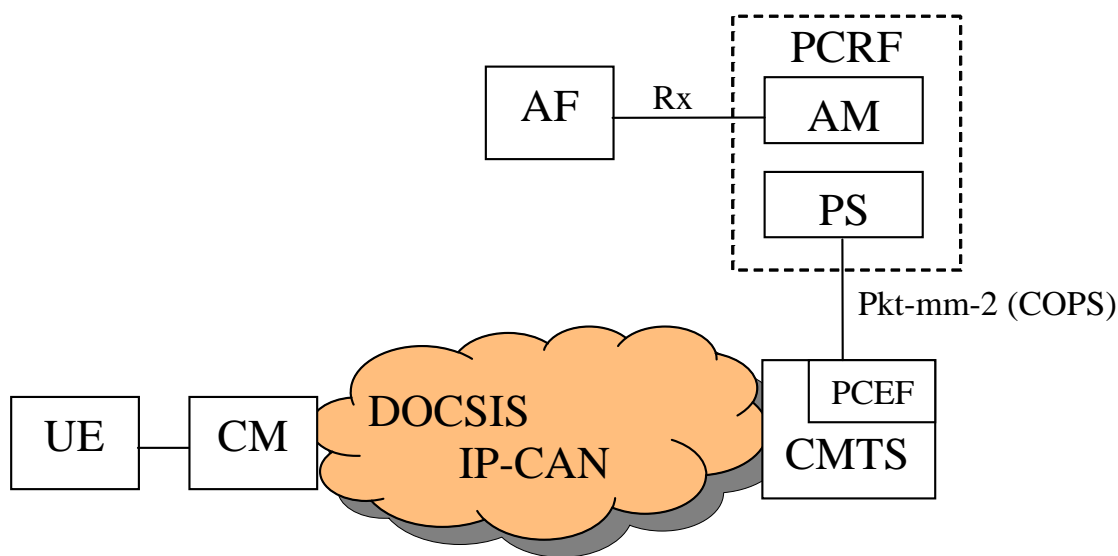 PCRF
AF
Rx
AM
PS
Pkt-mm-2 (COPS)
PCEF
UE
CM
DOCSIS
IP-CAN
CMTS